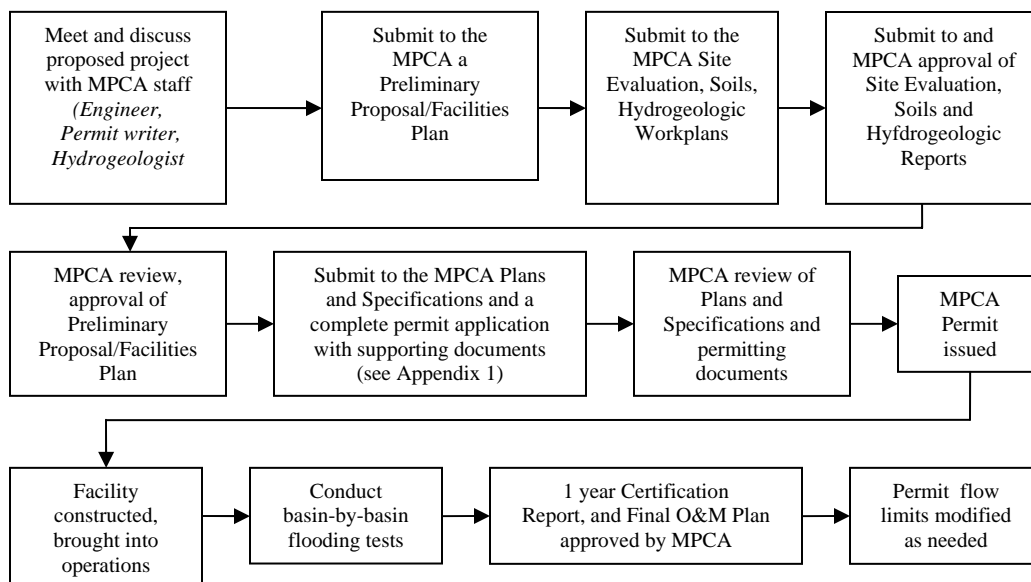 Meet and discuss
proposed project
with MPCA staff
(Engineer,
Permit writer,
Hydrogeologist
Submit to the
MPCA a
Preliminary
Proposal/Facilities
Plan
Submit to the
MPCA Site
Evaluation, Soils,
Hydrogeologic
Workplans
Submit to and
MPCA approval of
Site Evaluation,
Soils and
Hyfdrogeologic
Reports
MPCA review,
approval of
Preliminary
Proposal/Facilities
Plan
Submit to the MPCA Plans
and Specifications and a
complete permit application
with supporting documents
(see Appendix 1)
MPCA review of
Plans and
Specifications and
permitting
documents
MPCA
Permit
issued
Facility
constructed,
brought into
operations
Conduct
basin-by-basin
flooding tests
1 year Certification
Report, and Final O&M Plan
approved by MPCA
Permit flow
limits modified
as needed